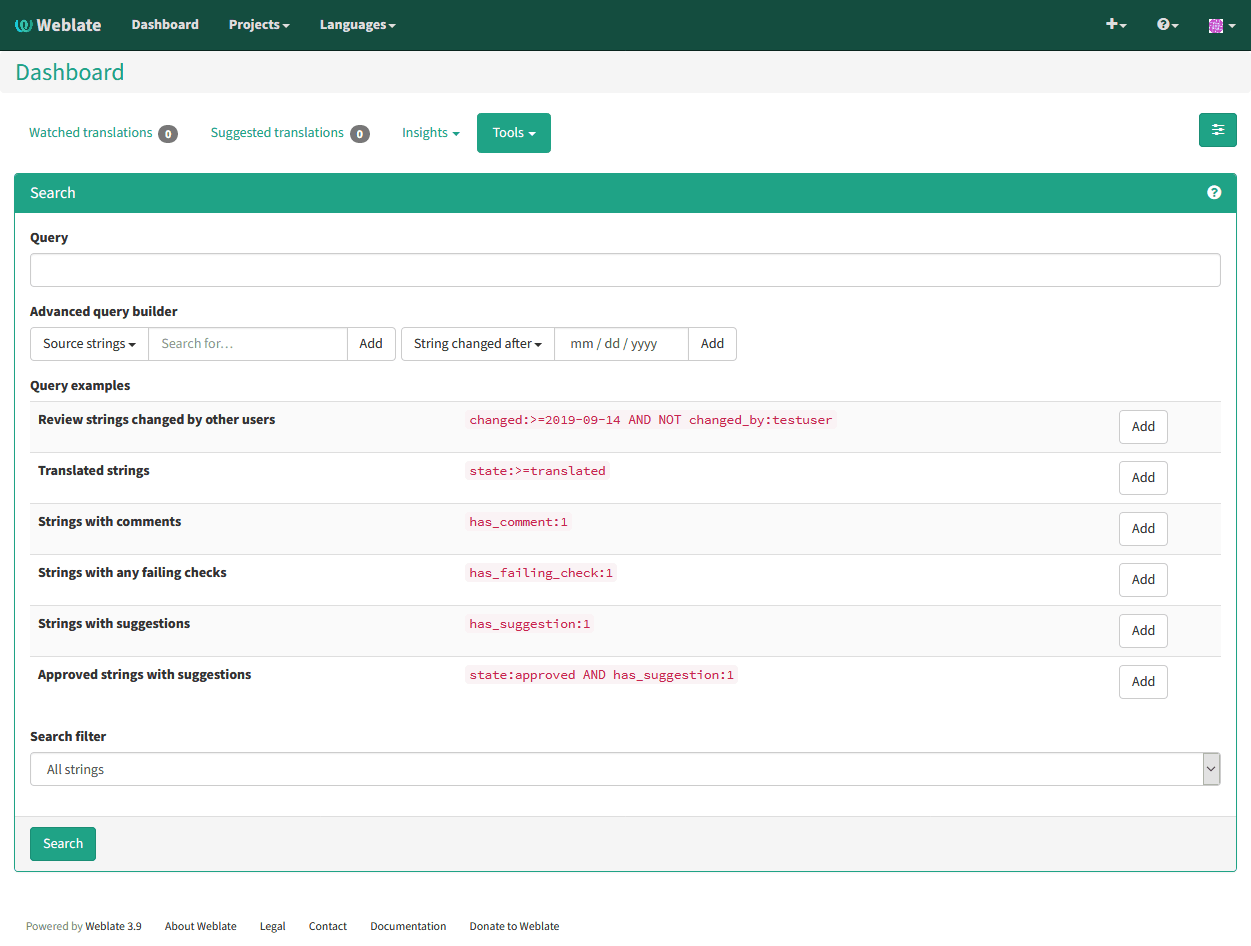 Weblate Dashboard Projects Languages
Dashboard
Watched translations 0 Suggested translations 0 Insights Tools
Search
Query
Advanced query builder
Source strings Search for… Add String changed after mm / dd / yyyy Add
Query examples
Review strings changed by other users changed:>=2019-09-14 AND NOT changed_by:testuser Add
Translated strings state:>=translated Add
Strings with comments has_comment:1 Add
Strings with any failing checks has_failing_check:1 Add
Strings with suggestions has_suggestion:1 Add
Approved strings with suggestions state:approved AND has_suggestion:1 Add
Search filter
All strings
Search
Powered by Weblate 3.9 About Weblate Legal Contact Documentation Donate to Weblate